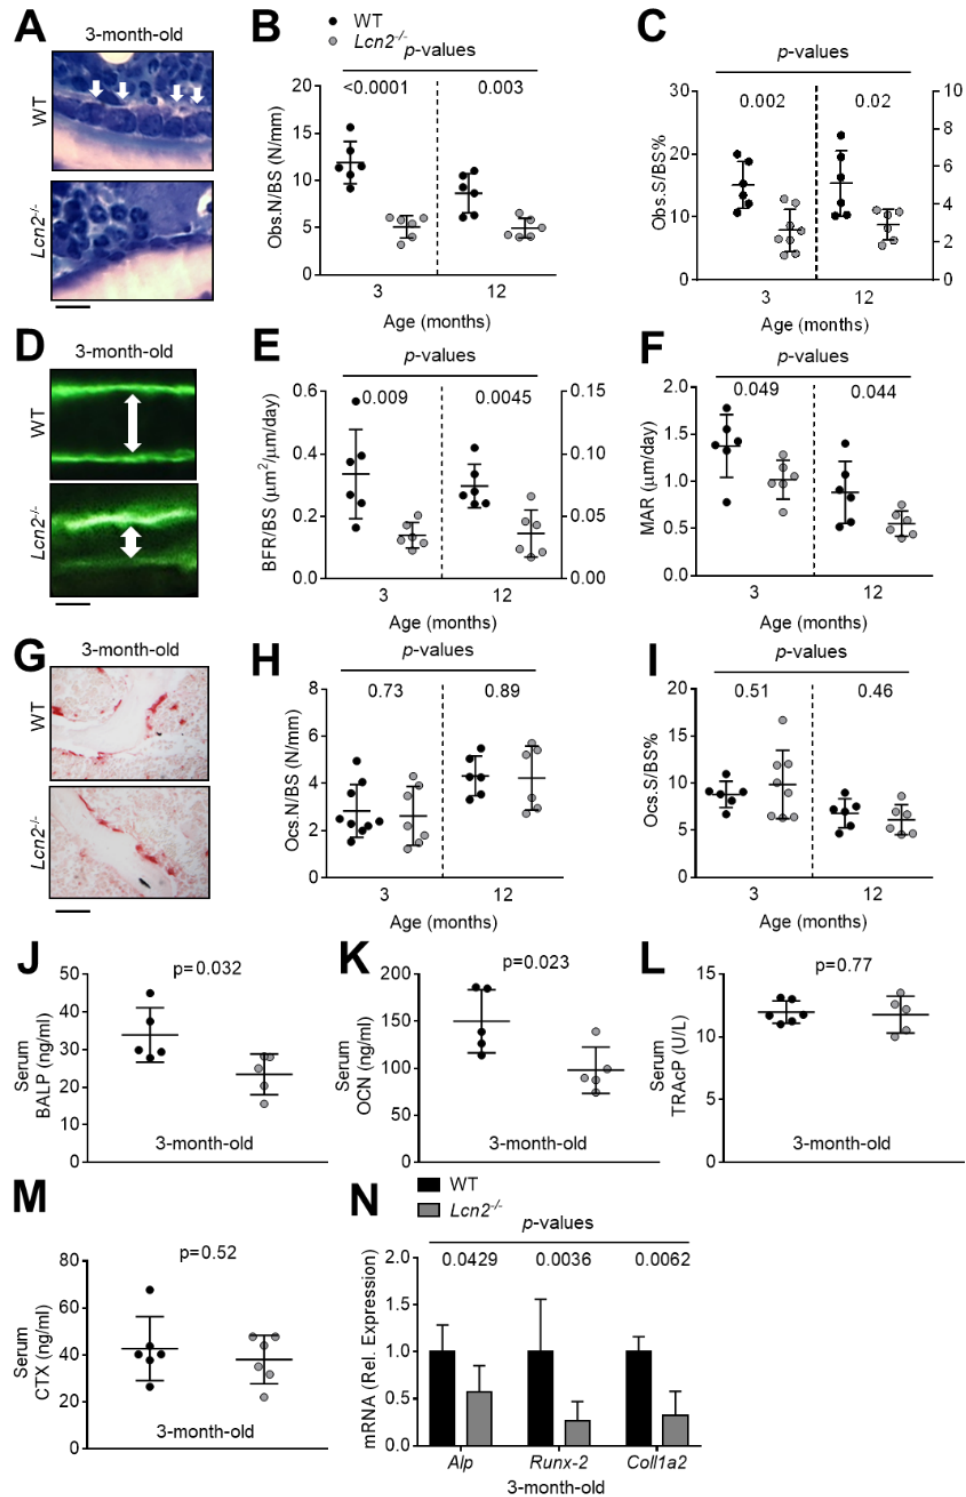 A
3-month-old
WT
Lcn2-/-
B
WT
Lcn2-/-
p-values
<0.0001
0.003
20
15
10
5
0
Obs.N/BS (N/mm)
3
12
Age (months)
C
p-values
0.002
0.02
30
20
10
0
Obs.S/BS%
10
8
6
4
2
0
3
12
Age (months)
D
3-month-old
WT
Lcn2-/-
E
p-values
0.009
0.0045
0.6
0.4
0.2
0.0
BFR/BS (μm²/μm/day)
0.15
0.10
0.05
0.00
3
12
Age (months)
F
p-values
0.049
0.044
2.0
1.5
1.0
0.5
0.0
MAR (μm/day)
3
12
Age (months)
G
3-month-old
WT
Lcn2-/-
H
p-values
0.73
0.89
8
6
4
2
0
Ocs.N/BS (N/mm)
3
12
Age (months)
I
p-values
0.51
0.46
20
15
10
5
0
Ocs.S/BS%
3
12
Age (months)
J
p=0.032
50
40
30
20
10
0
Serum
BALP (ng/ml)
3-month-old
K
p=0.023
200
150
100
50
0
Serum
OCN (ng/ml)
3-month-old
L
p=0.77
15
10
5
0
Serum
TRAcP (U/L)
3-month-old
M
p=0.52
80
60
40
20
0
Serum
CTX (ng/ml)
3-month-old
N
WT
Lcn2-/-
p-values
0.0429
0.0036
0.0062
2.0
1.5
1.0
0.5
0.0
mRNA (Rel. Expression)
Alp
Runx-2
Coll1a2
3-month-old